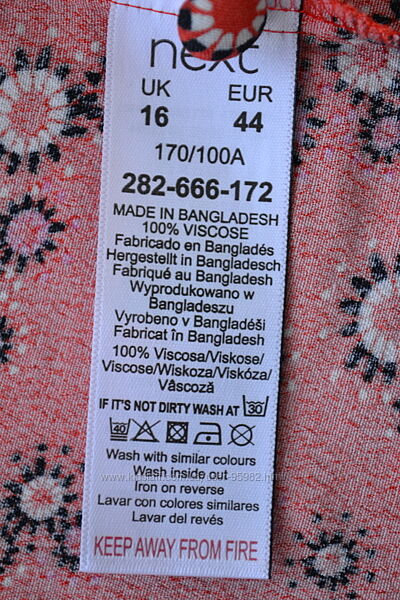 next
UK EUR
16 44
170/100A
282-666-172
MADE IN BANGLADESH
100% VISCOSE
Fabricado en Bangladés
Hergestellt in Bangladesch
Fabriqué au Bangladesh
Wyprodukowano w
Bangladeszu
Vyrobeno v Bangladéši
Fabricat în Bangladesh
100% Viscosa/Viskose/
Viscose/Wiskoza/Viskóza/
Vâscoză
IF IT'S NOT DIRTY WASH AT 30
40
Wash with similar colours
Wash inside out
Iron on reverse
Lavar con colores similares
Lavar del revés
KEEP AWAY FROM FIRE